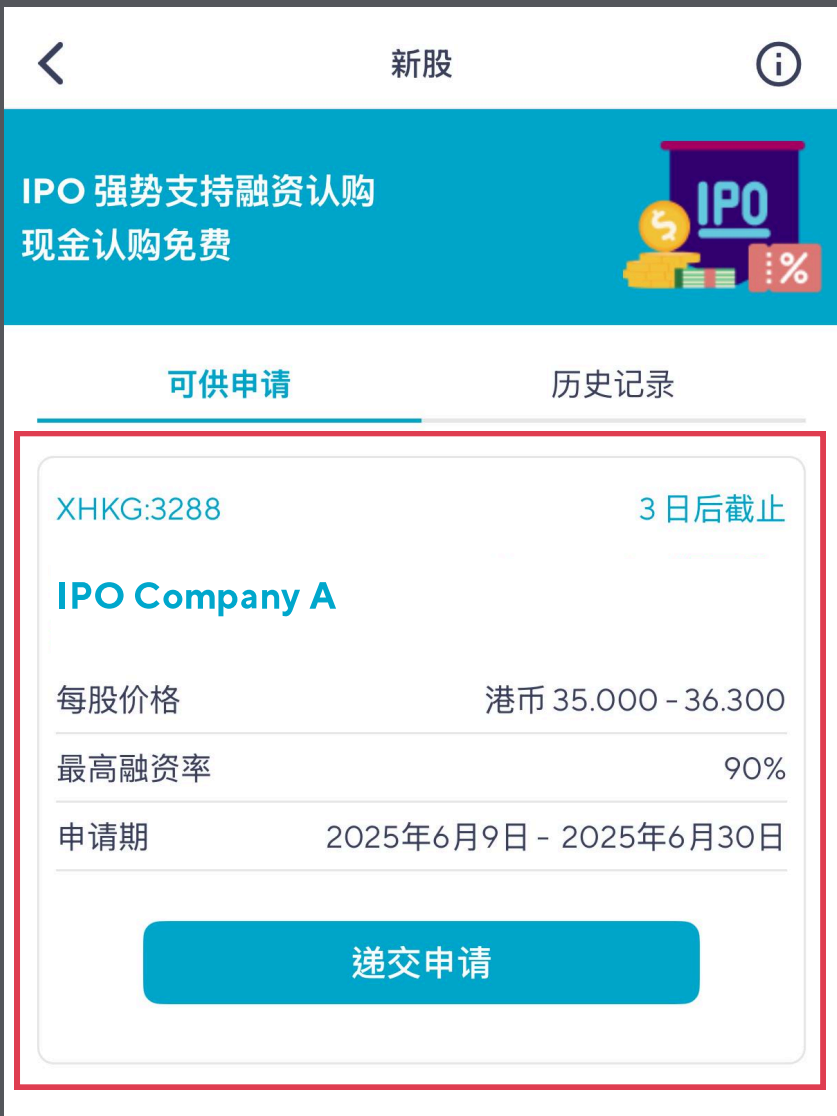 新股
IPO 强势支持融资认购
现金认购免费
IPO
%
可供申请
历史记录
XHKG:3288
3 日后截止
IPO Company A
每股价格
港币 35.000 - 36.300
最高融资率
90%
申请期
2025年6月9日 - 2025年6月30日
递交申请